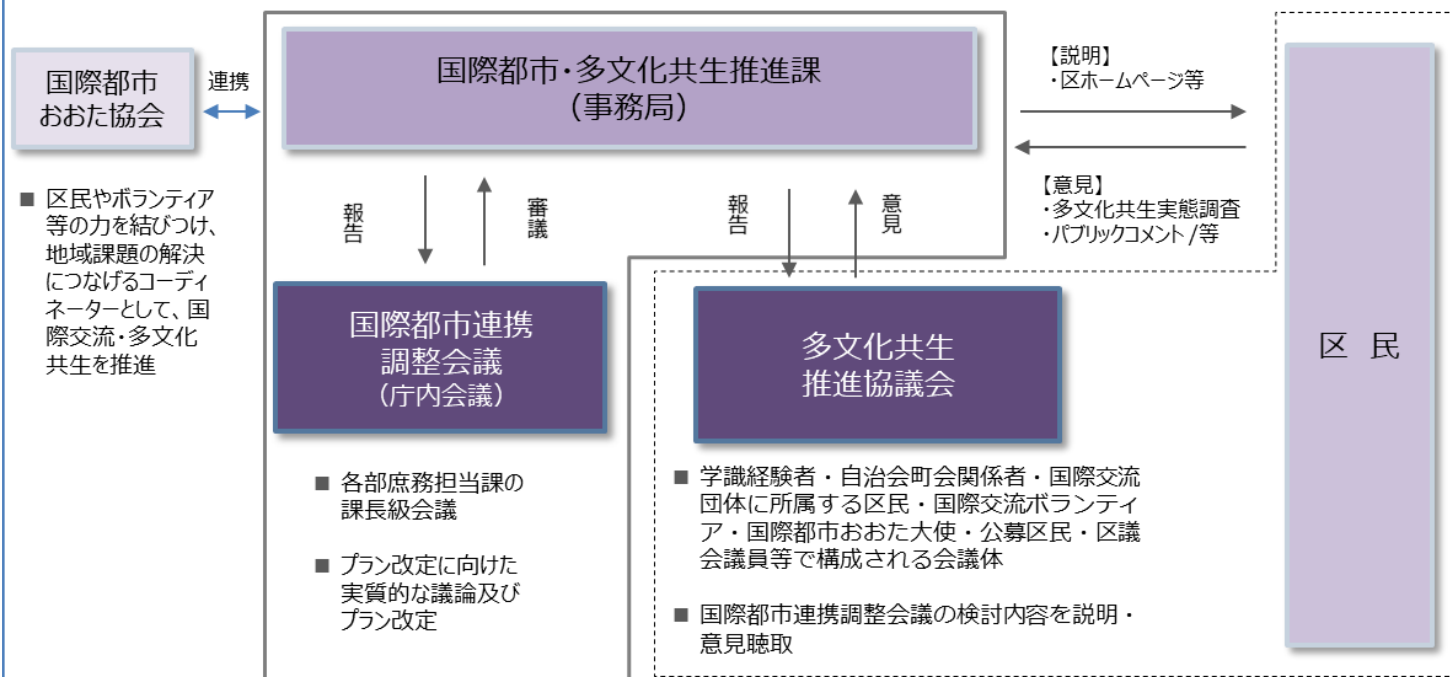 国際都市
おおた協会
連携
国際都市・多文化共生推進課
（事務局）
【説明】
・区ホームページ等
【意見】
・多文化共生実態調査
・パブリックコメント/等
■ 区民やボランティア
等の力を結びつけ、
地域課題の解決
につなげるコーディ
ネーターとして、国
際交流・多文化
共生を推進
報告
審議
報告
意見
国際都市連携
調整会議
（庁内会議）
多文化共生
推進協議会
区 民
■ 各部庶務担当課の
課長級会議
■ プラン改定に向けた
実質的な議論及び
プラン改定
■ 学識経験者・自治会町会関係者・国際交流
団体に所属する区民・国際交流ボランティ
ア・国際都市おおた大使・公募区民・区議
会議員等で構成される会議体
■ 国際都市連携調整会議の検討内容を説明・
意見聴取